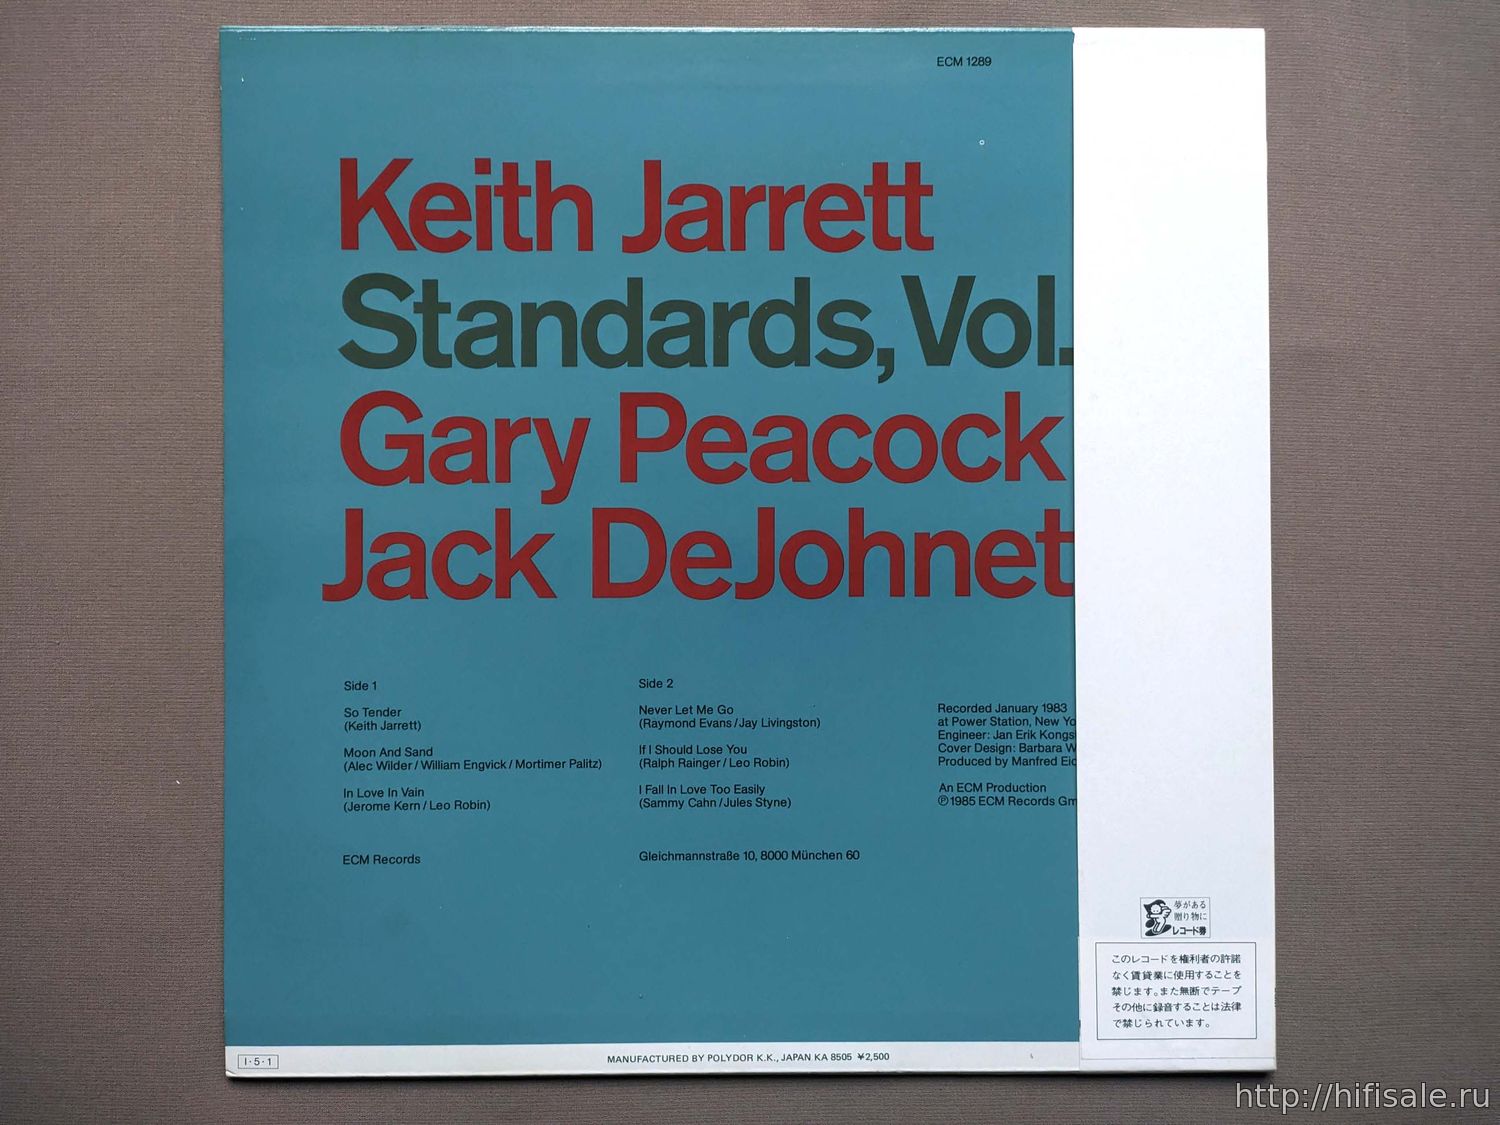 ECM 1289
Keith Jarrett
Standards, Vol.
Gary Peacock
Jack DeJohnet
Side 1
So Tender
(Keith Jarrett)
Moon And Sand
(Alec Wilder / William Engvick / Mortimer Palitz)
In Love In Vain
(Jerome Kern / Leo Robin)
ECM Records
Side 2
Never Let Me Go
(Raymond Evans / Jay Livingston)
If I Should Lose You
(Ralph Rainger / Leo Robin)
I Fall In Love Too Easily
(Sammy Cahn / Jules Styne)
Gleichmannstraße 10, 8000 München 60
Recorded January 1983
at Power Station, New Yo
Engineer: Jan Erik Kongs
Cover Design: Barbara W
Produced by Manfred Eic
An ECM Production
℗ 1985 ECM Records Gm
夢がある
贈り物に
レコード券
このレコードを権利者の許諾
なく賃貸業に使用することを
禁じます。また無断でテープ
その他に録音することは法律
で禁じられています。
I·5·1
MANUFACTURED BY POLYDOR K.K., JAPAN KA 8505 ¥2,500
http://hifisale.ru